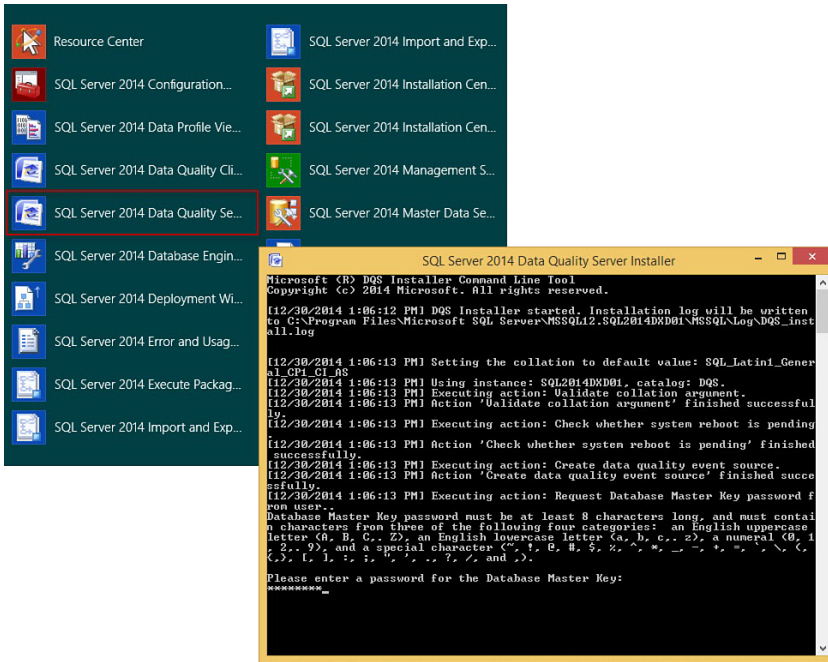 Resource Center
SQL Server 2014 Configuration...
SQL Server 2014 Data Profile Vie...
SQL Server 2014 Data Quality Cli...
SQL Server 2014 Data Quality Se...
SQL Server 2014 Database Engin...
SQL Server 2014 Deployment Wi...
SQL Server 2014 Error and Usag...
SQL Server 2014 Execute Packag...
SQL Server 2014 Import and Exp...
SQL Server 2014 Import and Exp...
SQL Server 2014 Installation Cen...
SQL Server 2014 Installation Cen...
SQL Server 2014 Management S...
SQL Server 2014 Master Data Se...
SQL Server 2014 Data Quality Server Installer
Microsoft (R) DQS Installer Command Line Tool
Copyright (c) 2014 Microsoft. All rights reserved.
[12/30/2014 1:06:12 PM] DQS Installer started. Installation log will be written
to C:\Program Files\Microsoft SQL Server\MSSQL12.SQL2014DXD01\MSSQL\Log\DQS_inst
all.log
[12/30/2014 1:06:13 PM] Setting the collation to default value: SQL_Latin1_Gener
al_CP1_CI_AS
[12/30/2014 1:06:13 PM] Using instance: SQL2014DXD01, catalog: DQS.
[12/30/2014 1:06:13 PM] Executing action: Validate collation argument.
[12/30/2014 1:06:13 PM] Action 'Validate collation argument' finished successful
ly.
[12/30/2014 1:06:13 PM] Executing action: Check whether system reboot is pending
.
[12/30/2014 1:06:13 PM] Action 'Check whether system reboot is pending' finished
successfully.
[12/30/2014 1:06:13 PM] Executing action: Create data quality event source.
[12/30/2014 1:06:13 PM] Action 'Create data quality event source' finished succe
ssfully.
[12/30/2014 1:06:13 PM] Executing action: Request Database Master Key password f
rom user..
Database Master Key password must be at least 8 characters long, and must contai
n characters from three of the following four categories:  an English uppercase
letter (A, B, C,. Z), an English lowercase letter (a, b, c,. z), a numeral (0, 1
, 2,. 9), and a special character (~, !, @, #, $, %, ^, *, _, -, +, =, `, \, (,
{,), [, ], :, ;, ", ', ., ?, /, and ,).
Please enter a password for the Database Master Key:
********_